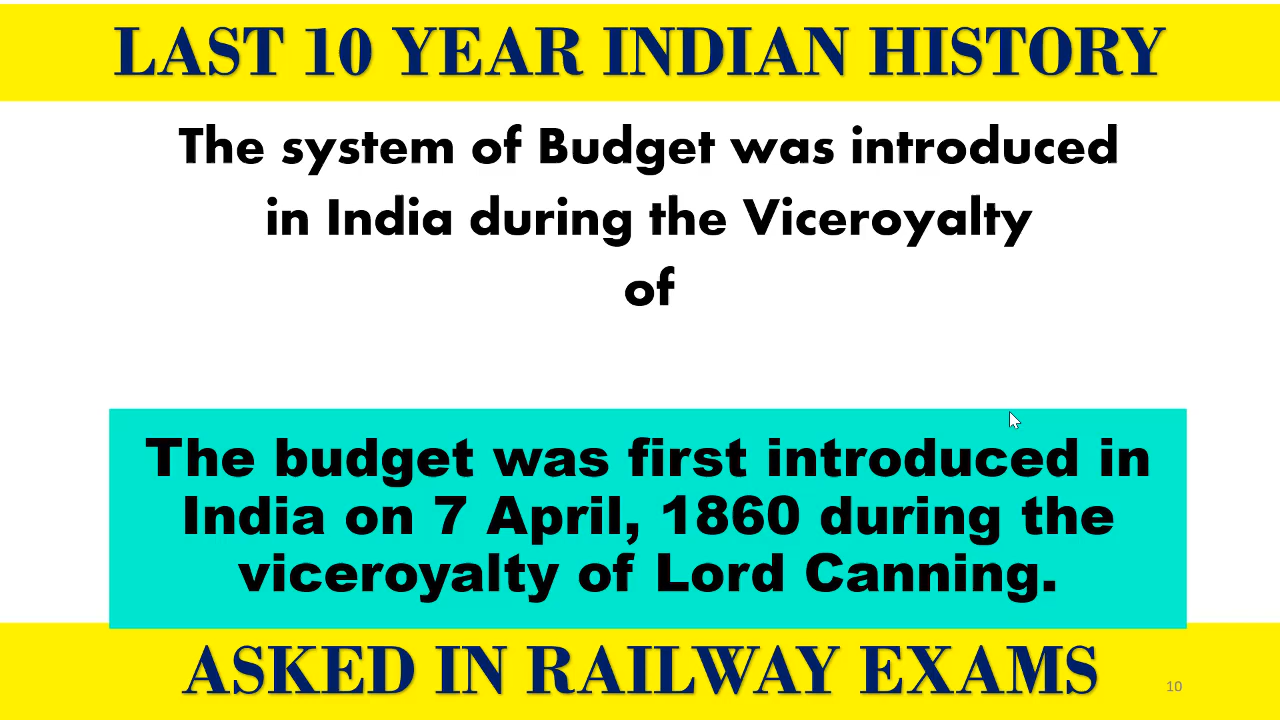 LAST 10 YEAR INDIAN HISTORY
The system of Budget was introduced
in India during the Viceroyalty
of
The budget was first introduced in
India on 7 April, 1860 during the
viceroyalty of Lord Canning.
ASKED IN RAILWAY EXAMS
10